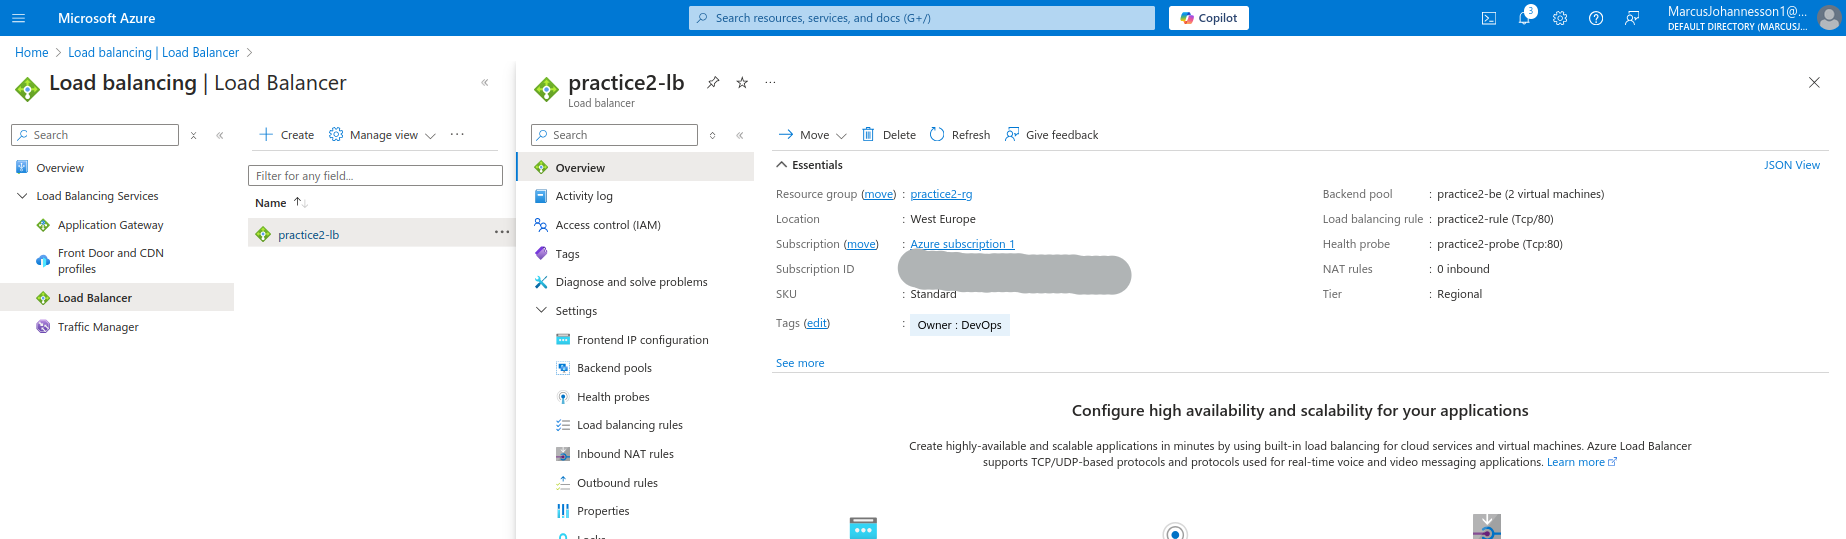 Microsoft Azure
Search resources, services, and docs (G+/)
Copilot
3
MarcusJohannesson1@...
DEFAULT DIRECTORY (MARCUSJ...
Home > Load balancing | Load Balancer >
Load balancing | Load Balancer
«
Search
«
Overview
Load Balancing Services
Application Gateway
Front Door and CDN
profiles
Load Balancer
Traffic Manager
+ Create
Manage view
...
Filter for any field...
Name ↑↓
practice2-lb
...
practice2-lb
...
Load balancer
Search
«
Overview
Activity log
Access control (IAM)
Tags
Diagnose and solve problems
Settings
Frontend IP configuration
Backend pools
Health probes
Load balancing rules
Inbound NAT rules
Outbound rules
Properties
Locks
Move
Delete
Refresh
Give feedback
Essentials
JSON View
Resource group (move) : practice2-rg
Location : West Europe
Subscription (move) : Azure subscription 1
Subscription ID
SKU : Standard
Tags (edit) : Owner : DevOps
See more
Backend pool : practice2-be (2 virtual machines)
Load balancing rule : practice2-rule (Tcp/80)
Health probe : practice2-probe (Tcp:80)
NAT rules : 0 inbound
Tier : Regional
Configure high availability and scalability for your applications
Create highly-available and scalable applications in minutes by using built-in load balancing for cloud services and virtual machines. Azure Load Balancer
supports TCP/UDP-based protocols and protocols used for real-time voice and video messaging applications. Learn more